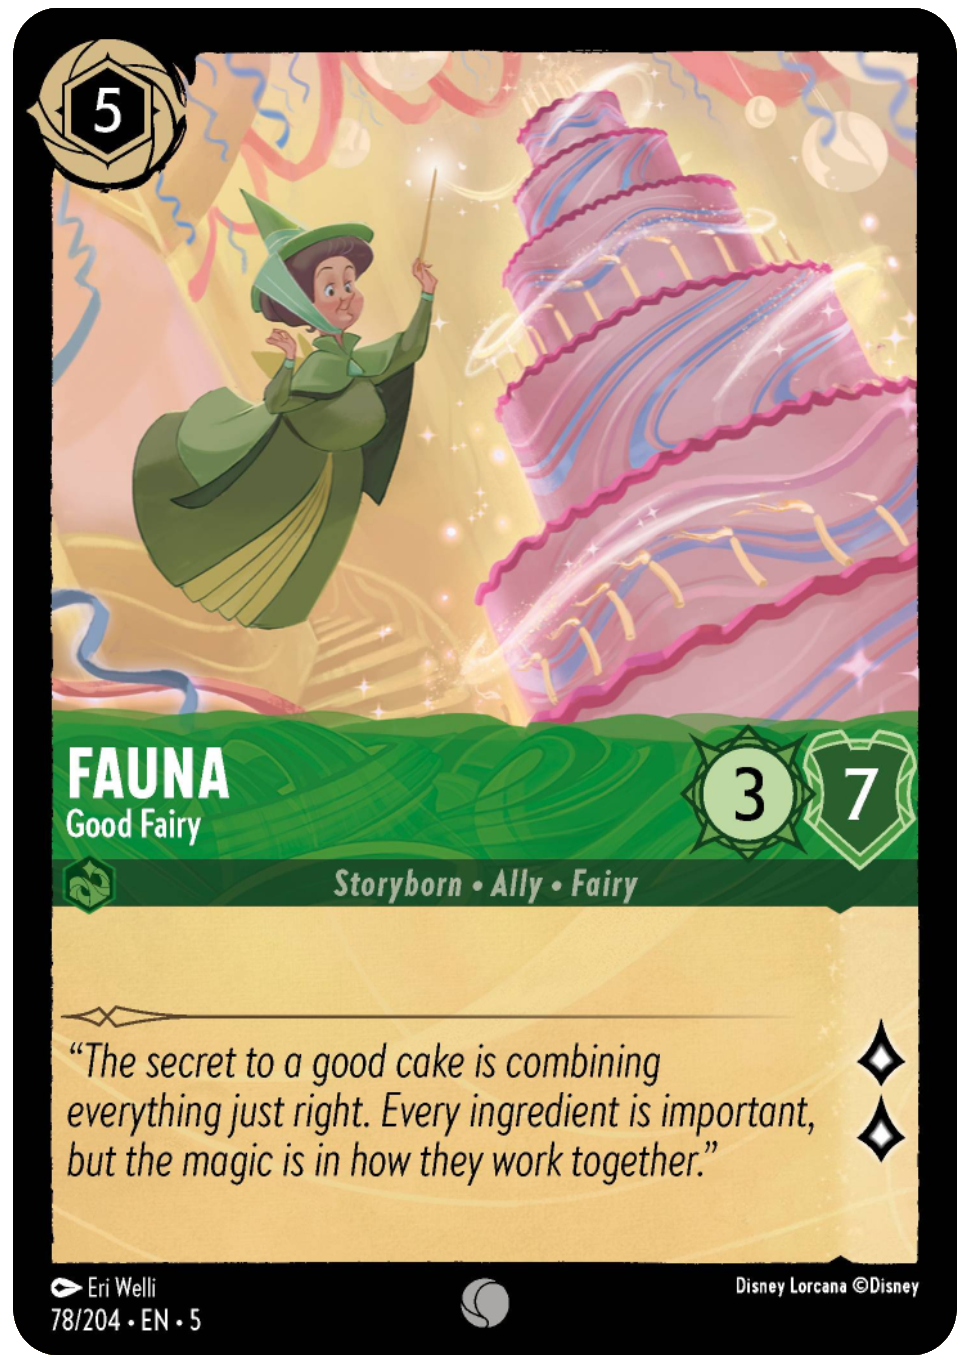 5
FAUNA
Good Fairy
3
7
Storyborn • Ally • Fairy
“The secret to a good cake is combining
everything just right. Every ingredient is important,
but the magic is in how they work together.”
Eri Welli
Disney Lorcana ©Disney
78/204 • EN • 5